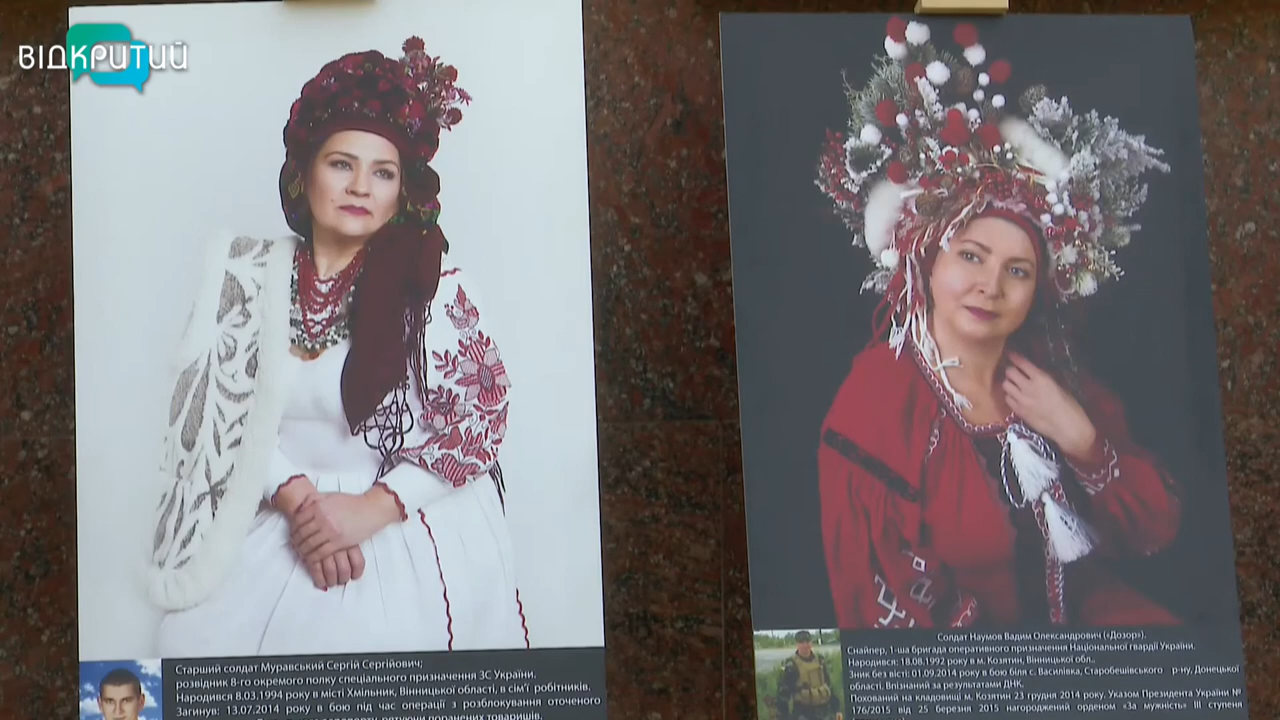 ВІДКРИТИЙ
Старший солдат Муравський Сергій Сергійович;
розвідник 8-го окремого полку спеціального призначення ЗС України.
Народився 8.03.1994 року в місті Хмільник, Вінницької області, в сім'ї робітників.
Загинув: 13.07.2014 року в бою під час операції з розблокування оточеного
рятуючи поранених товаришів.
Солдат Наумов Вадим Олександрович («Дозор»).
Снайпер, 1-ша бригада оперативного призначення Національної гвардії України.
Народився: 18.08.1992 року в м. Козятин, Вінницької обл..
Зник без вісті: 01.09.2014 року в бою біля с. Василівка, Старобешівського р-ну, Донецької
області. Впізнаний за результатами ДНК.
Похований на кладовищі м. Козятин 23 грудня 2014 року. Указом Президента України №
176/2015 від 25 березня 2015 нагороджений орденом «За мужність» III ступеня